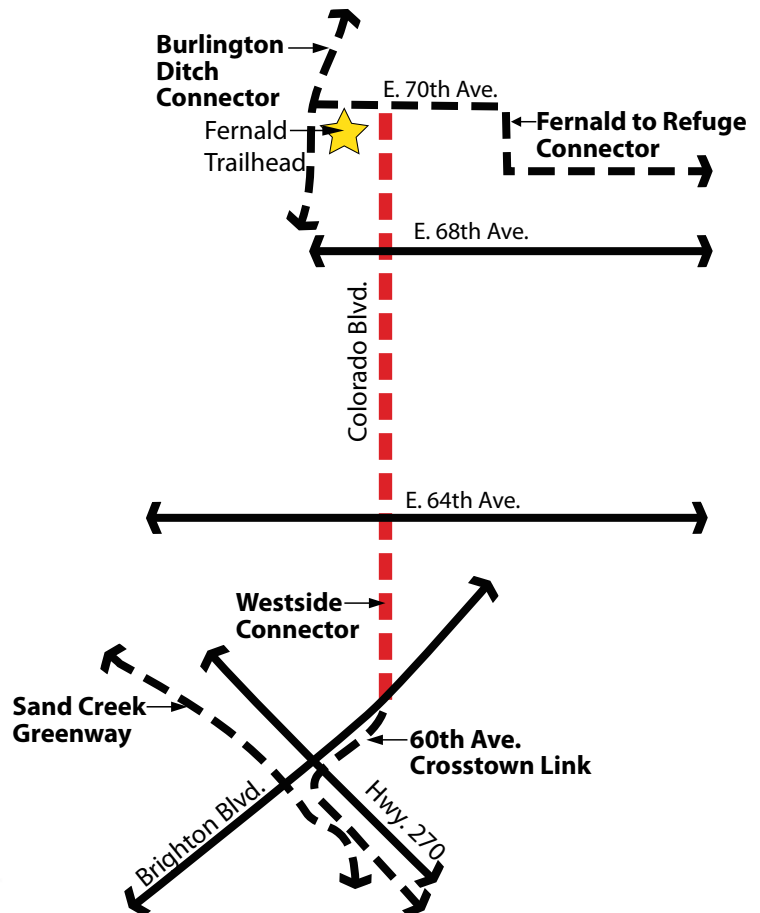 Burlington
Ditch
Connector
E. 70th Ave.
Fernald
Trailhead
Fernald to Refuge
Connector
E. 68th Ave.
Colorado Blvd.
E. 64th Ave.
Westside
Connector
Sand Creek
Greenway
60th Ave.
Crosstown Link
Brighton Blvd.
Hwy. 270